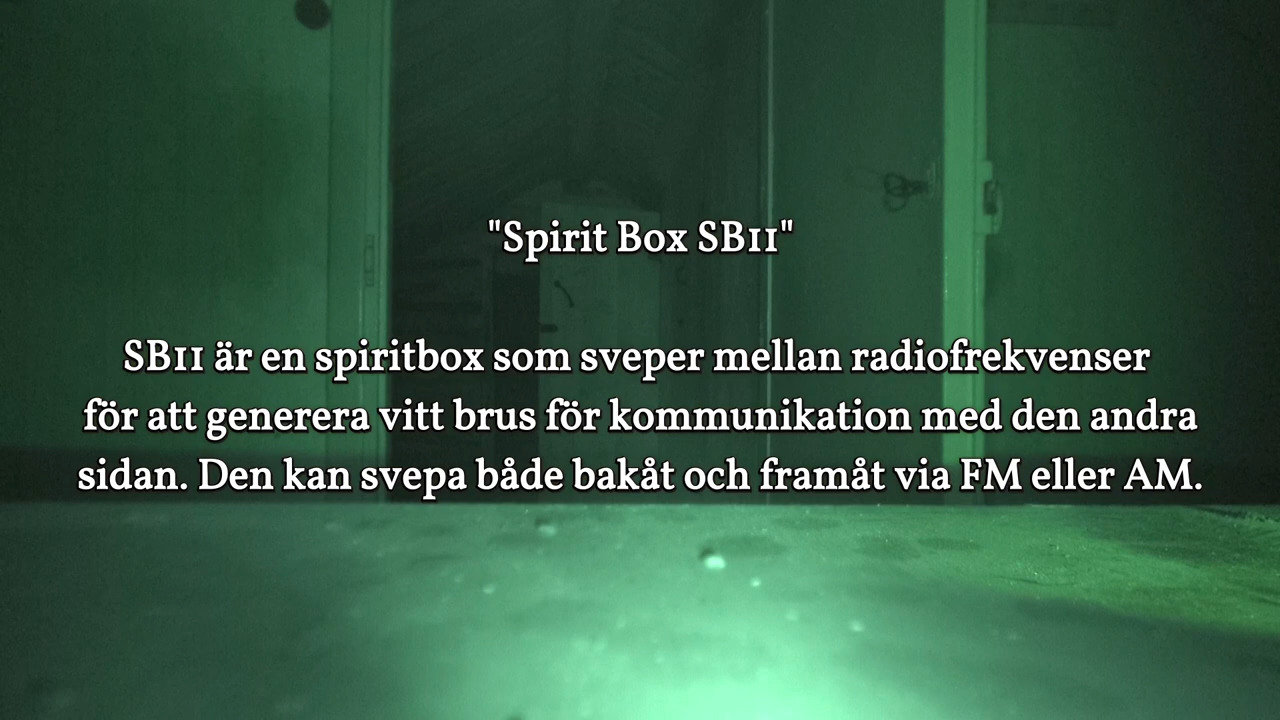 "Spirit Box SB11"
SB11 är en spiritbox som sveper mellan radiofrekvenser
för att generera vitt brus för kommunikation med den andra
sidan. Den kan svepa både bakåt och framåt via FM eller AM.